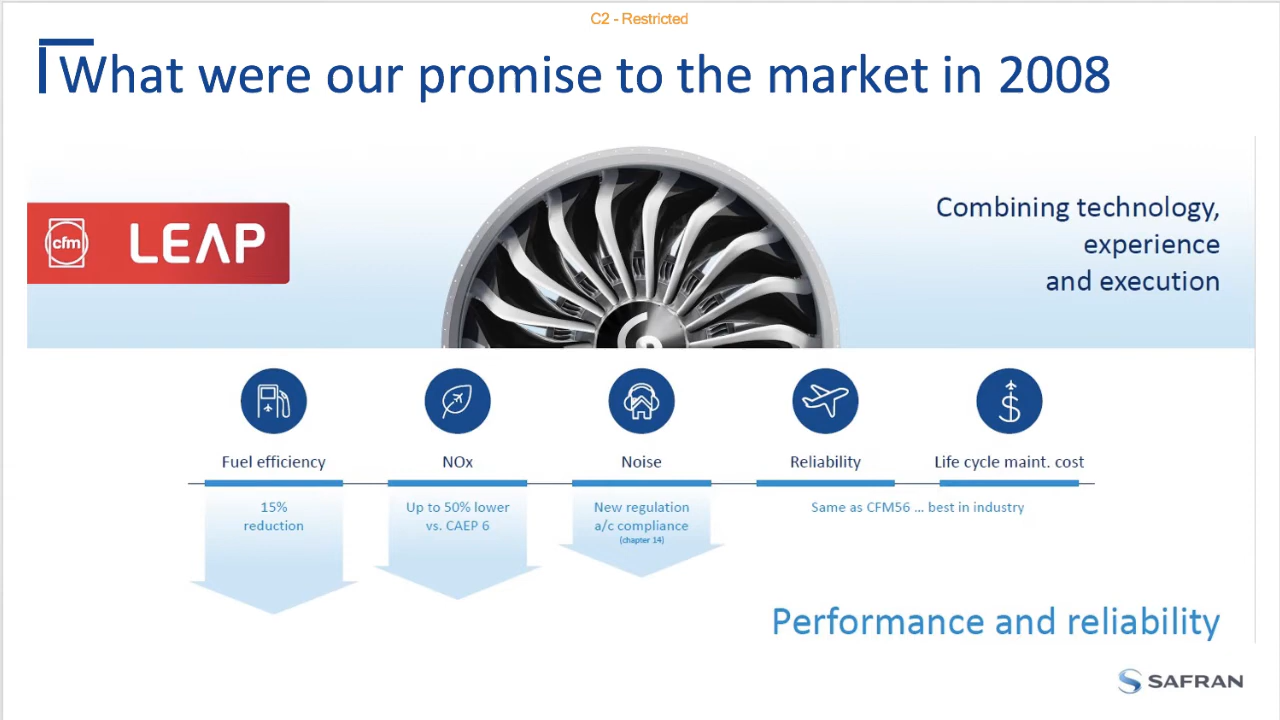 C2 - Restricted
What were our promise to the market in 2008
cfm
LEAP
Combining technology,
experience
and execution
Fuel efficiency
NOx
Noise
Reliability
Life cycle maint. cost
15%
reduction
Up to 50% lower
vs. CAEP 6
New regulation
a/c compliance
(chapter 14)
Same as CFM56 ... best in industry
Performance and reliability
SAFRAN